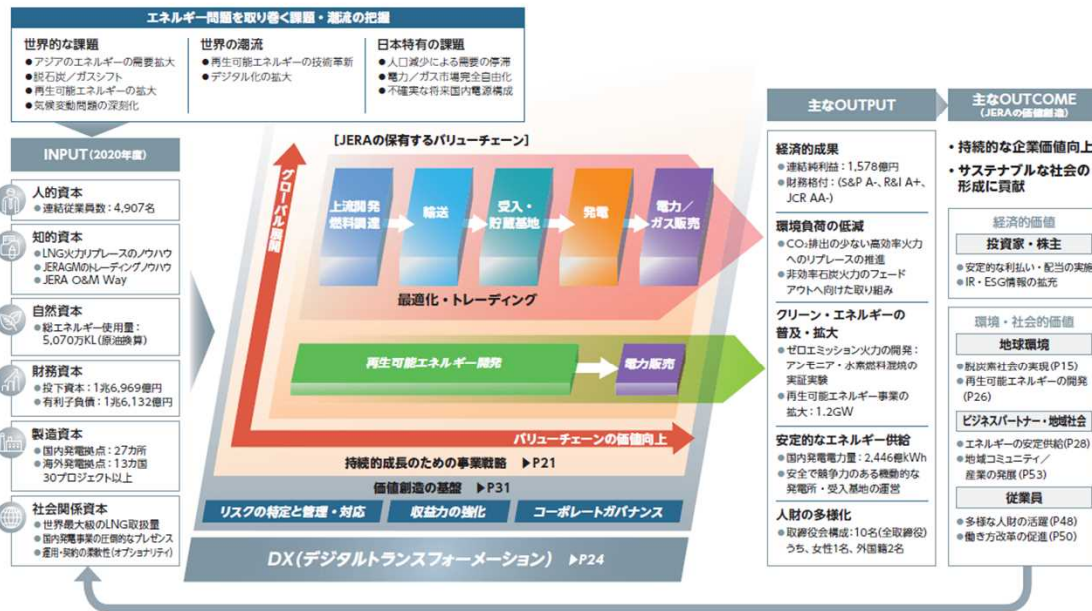 エネルギー問題を取り巻く課題・潮流の把握
世界的な課題
●アジアのエネルギーの需要拡大
●脱石炭／ガスシフト
●再生可能エネルギーの拡大
●気候変動問題の深刻化
世界の潮流
●再生可能エネルギーの技術革新
●デジタル化の拡大
日本特有の課題
●人口減少による需要の停滞
●電力／ガス市場完全自由化
●不確実な将来国内電源構成
INPUT(2020年度)
人的資本
●連結従業員数：4,907名
知的資本
●LNG火力リプレースのノウハウ
●JERAGMのトレーディングノウハウ
●JERA O&M Way
自然資本
●総エネルギー使用量：
5,070万KL(原油換算)
財務資本
●投下資本：1兆6,969億円
●有利子負債：1兆6,132億円
製造資本
●国内発電拠点：27カ所
●海外発電拠点：13カ国
30プロジェクト以上
社会関係資本
●世界最大級のLNG取扱量
●国内発電事業の圧倒的なプレゼンス
●運用・契約の柔軟性(オプショナリティ)
[JERAの保有するバリューチェーン]
グローバル展開
上流開発
燃料調達
輸送
受入・
貯蔵基地
発電
電力／
ガス販売
最適化・トレーディング
再生可能エネルギー開発
電力販売
バリューチェーンの価値向上
持続的成長のための事業戦略 ▶P21
価値創造の基盤 ▶P31
リスクの特定と管理・対応
収益力の強化
コーポレートガバナンス
DX(デジタルトランスフォーメーション) ▶P24
主なOUTPUT
経済的成果
●連結純利益：1,578億円
●財務格付：(S&P A-、R&I A+、
JCR AA-)
環境負荷の低減
●CO₂排出の少ない高効率火力
へのリプレースの推進
●非効率石炭火力のフェード
アウトへ向けた取り組み
クリーン・エネルギーの
普及・拡大
●ゼロエミッション火力の開発：
アンモニア・水素燃料混焼の
実証実験
●再生可能エネルギー事業の
拡大：1.2GW
安定的なエネルギー供給
●国内発電電力量：2,446億kWh
●安全で競争力のある機動的な
発電所・受入基地の運営
人財の多様化
●取締役会構成：10名(全取締役)
うち、女性1名、外国籍2名
主なOUTCOME
(JERAの価値創造)
・持続的な企業価値向上
・サステナブルな社会の
形成に貢献
経済的価値
投資家・株主
●安定的な利払い・配当の実施
●IR・ESG情報の拡充
環境・社会的価値
地球環境
●脱炭素社会の実現(P15)
●再生可能エネルギーの開発
(P26)
ビジネスパートナー・地域社会
●エネルギーの安定供給(P28)
●地域コミュニティ／
産業の発展(P53)
従業員
●多様な人財の活躍(P48)
●働き方改革の促進(P50)